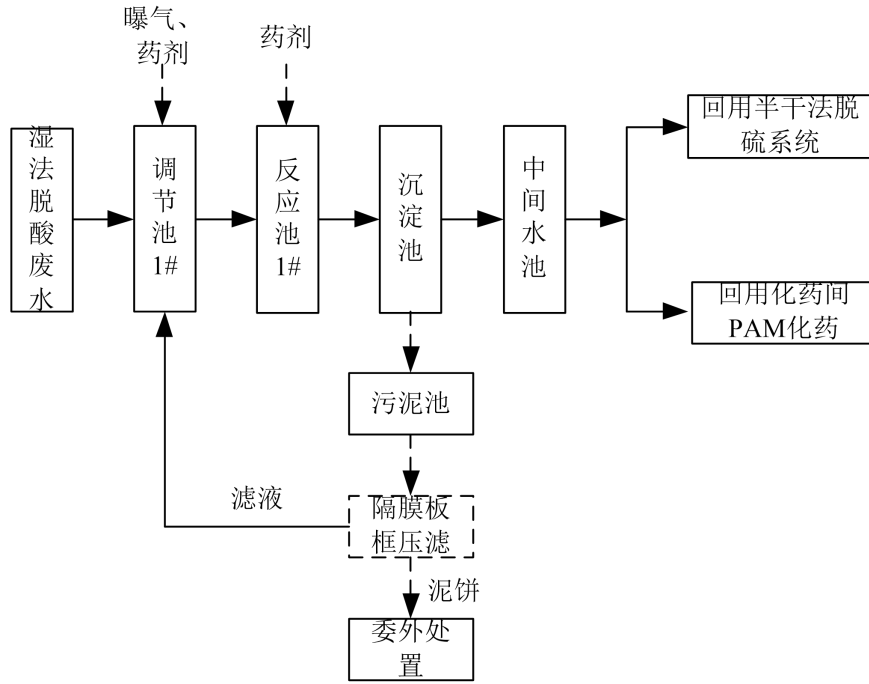 曝气、
药剂
药剂
湿
法
脱
酸
废
水
调
节
池
1#
反
应
池
1#
沉
淀
池
中
间
水
池
回用半干法脱
硫系统
回用化药间
PAM化药
污泥池
滤液
隔膜板
框压滤
泥饼
委外处
置